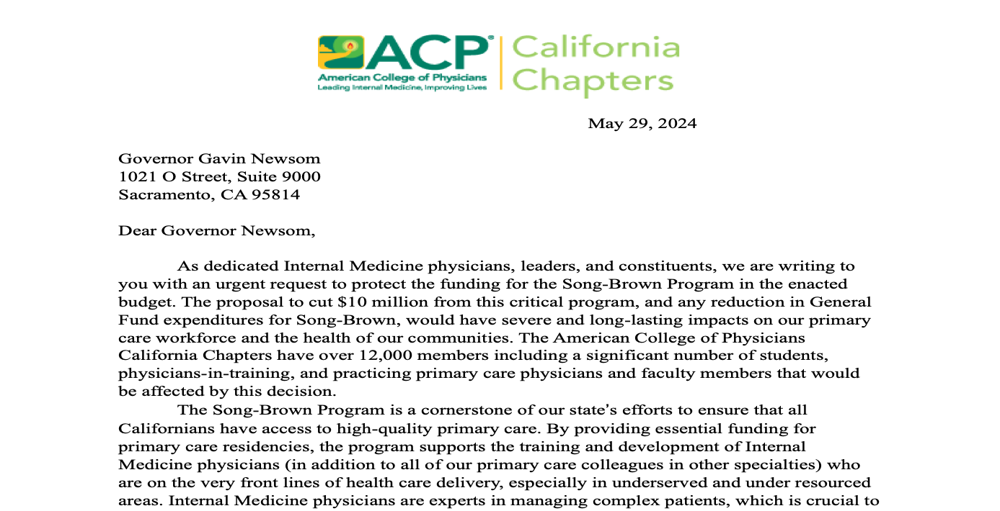 ACP®
American College of Physicians
Leading Internal Medicine, Improving Lives
California
Chapters
May 29, 2024
Governor Gavin Newsom
1021 O Street, Suite 9000
Sacramento, CA 95814
Dear Governor Newsom,
As dedicated Internal Medicine physicians, leaders, and constituents, we are writing to
you with an urgent request to protect the funding for the Song-Brown Program in the enacted
budget. The proposal to cut $10 million from this critical program, and any reduction in General
Fund expenditures for Song-Brown, would have severe and long-lasting impacts on our primary
care workforce and the health of our communities. The American College of Physicians
California Chapters have over 12,000 members including a significant number of students,
physicians-in-training, and practicing primary care physicians and faculty members that would
be affected by this decision.
The Song-Brown Program is a cornerstone of our state’s efforts to ensure that all
Californians have access to high-quality primary care. By providing essential funding for
primary care residencies, the program supports the training and development of Internal
Medicine physicians (in addition to all of our primary care colleagues in other specialties) who
are on the very front lines of health care delivery, especially in underserved and under resourced
areas. Internal Medicine physicians are experts in managing complex patients, which is crucial to